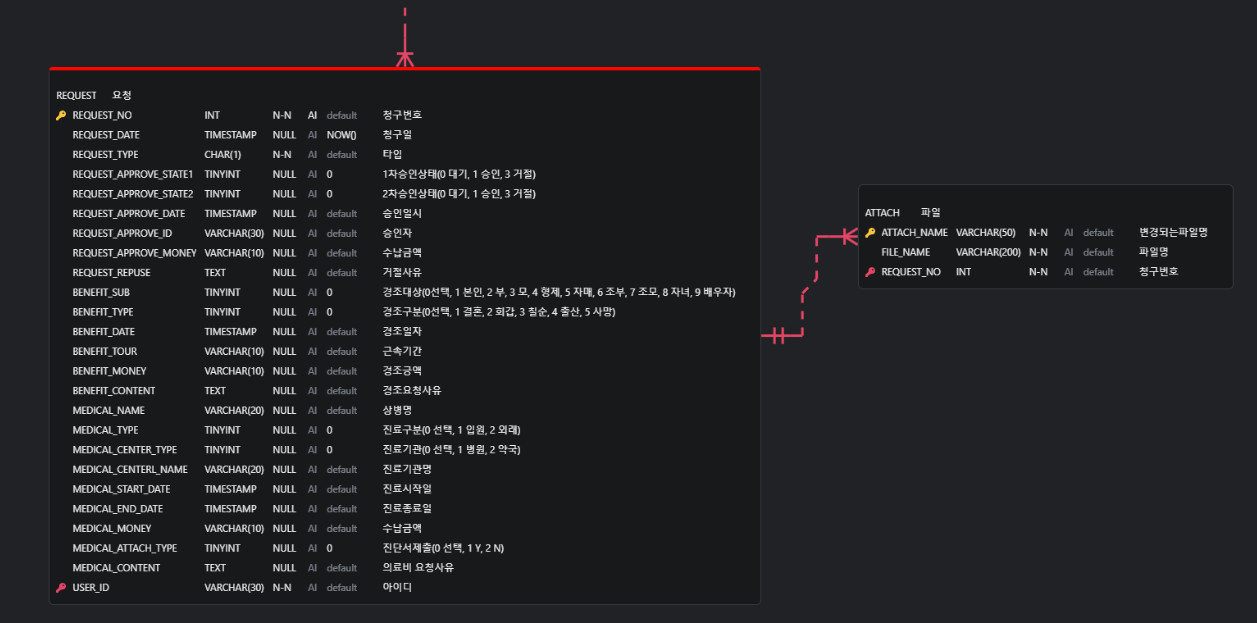 REQUEST 요청
REQUEST_NO INT N-N AI default 청구번호
REQUEST_DATE TIMESTAMP NULL AI NOW() 청구일
REQUEST_TYPE CHAR(1) N-N AI default 타입
REQUEST_APPROVE_STATE1 TINYINT NULL AI 0 1차승인상태(0 대기, 1 승인, 3 거절)
REQUEST_APPROVE_STATE2 TINYINT NULL AI 0 2차승인상태(0 대기, 1 승인, 3 거절)
REQUEST_APPROVE_DATE TIMESTAMP NULL AI default 승인일시
REQUEST_APPROVE_ID VARCHAR(30) NULL AI default 승인자
REQUEST_APPROVE_MONEY VARCHAR(10) NULL AI default 수납금액
REQUEST_REPUSE TEXT NULL AI default 거절사유
BENEFIT_SUB TINYINT NULL AI 0 경조대상(0선택, 1 본인, 2 부, 3 모, 4 형제, 5 자매, 6 조부, 7 조모, 8 자녀, 9 배우자)
BENEFIT_TYPE TINYINT NULL AI 0 경조구분(0선택, 1 결혼, 2 회갑, 3 칠순, 4 출산, 5 사망)
BENEFIT_DATE TIMESTAMP NULL AI default 경조일자
BENEFIT_TOUR VARCHAR(10) NULL AI default 근속기간
BENEFIT_MONEY VARCHAR(10) NULL AI default 경조긍액
BENEFIT_CONTENT TEXT NULL AI default 경조요청사유
MEDICAL_NAME VARCHAR(20) NULL AI default 상병명
MEDICAL_TYPE TINYINT NULL AI 0 진료구분(0 선택, 1 입원, 2 외래)
MEDICAL_CENTER_TYPE TINYINT NULL AI 0 진료기관(0 선택, 1 병원, 2 약국)
MEDICAL_CENTERL_NAME VARCHAR(20) NULL AI default 진료기관명
MEDICAL_START_DATE TIMESTAMP NULL AI default 진료시작일
MEDICAL_END_DATE TIMESTAMP NULL AI default 진료종료일
MEDICAL_MONEY VARCHAR(10) NULL AI default 수납금액
MEDICAL_ATTACH_TYPE TINYINT NULL AI 0 진단서제출(0 선택, 1 Y, 2 N)
MEDICAL_CONTENT TEXT NULL AI default 의료비 요청사유
USER_ID VARCHAR(30) N-N AI default 아이디
ATTACH 파일
ATTACH_NAME VARCHAR(50) N-N AI default 변경되는파일명
FILE_NAME VARCHAR(200) N-N AI default 파일명
REQUEST_NO INT N-N AI default 청구번호